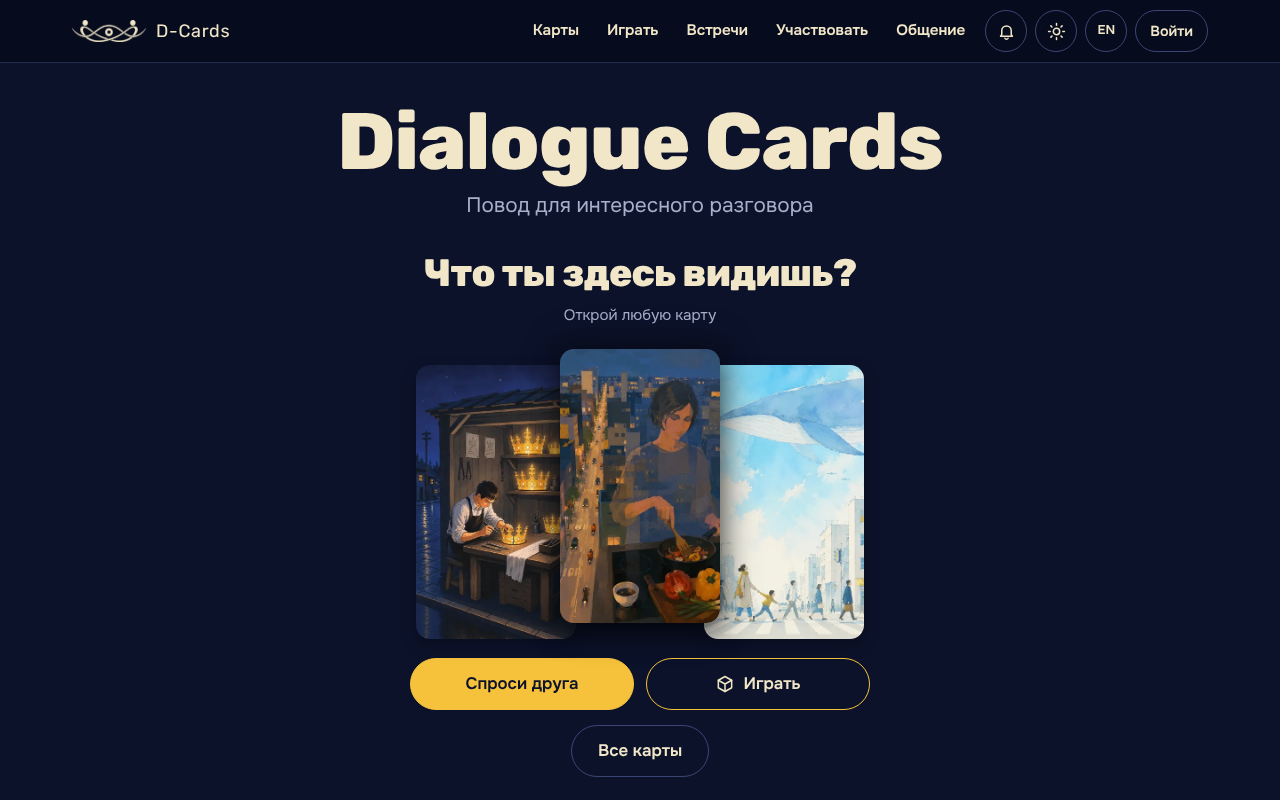 D-Cards
Карты
Играть
Встречи
Участвовать
Общение
EN
Войти
Dialogue Cards
Повод для интересного разговора
Что ты здесь видишь?
Открой любую карту
Спроси друга
Играть
Все карты